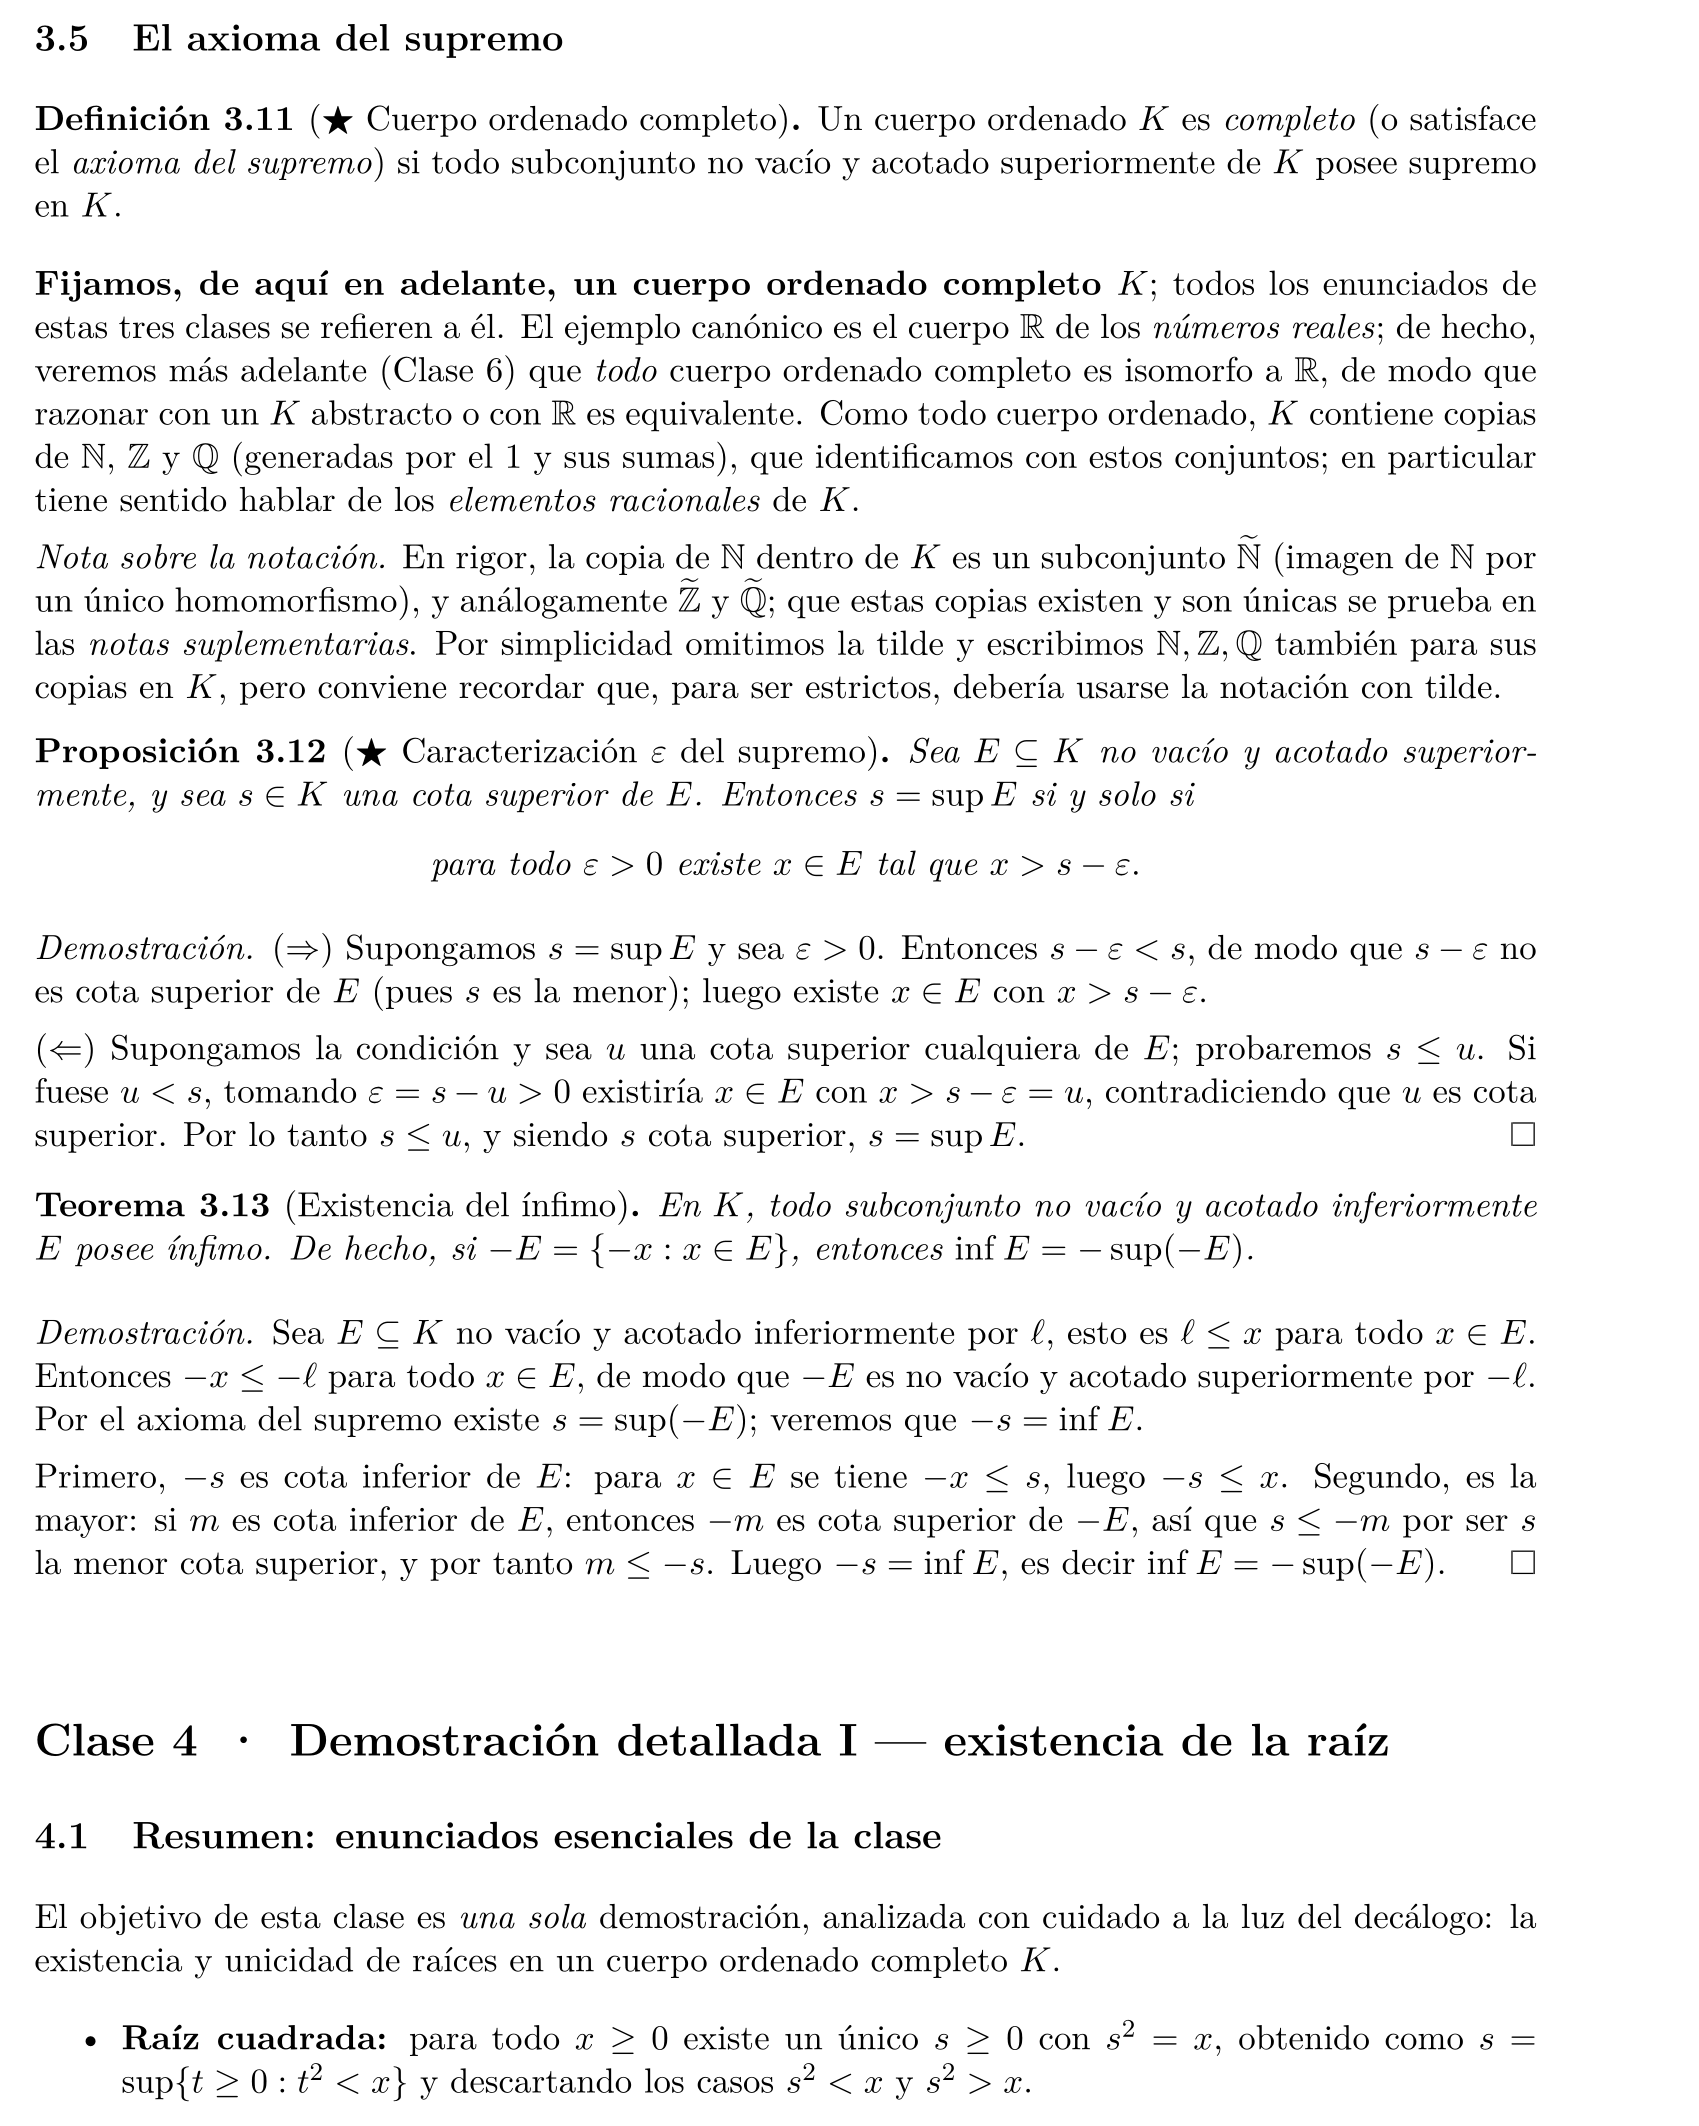 3.5 El axioma del supremo
Definición 3.11 (★ Cuerpo ordenado completo). Un cuerpo ordenado K es completo (o satisface
el axioma del supremo) si todo subconjunto no vacío y acotado superiormente de K posee supremo
en K.
Fijamos, de aquí en adelante, un cuerpo ordenado completo K; todos los enunciados de
estas tres clases se refieren a él. El ejemplo canónico es el cuerpo ℝ de los números reales; de hecho,
veremos más adelante (Clase 6) que todo cuerpo ordenado completo es isomorfo a ℝ, de modo que
razonar con un K abstracto o con ℝ es equivalente. Como todo cuerpo ordenado, K contiene copias
de ℕ, ℤ y ℚ (generadas por el 1 y sus sumas), que identificamos con estos conjuntos; en particular
tiene sentido hablar de los elementos racionales de K.
Nota sobre la notación. En rigor, la copia de ℕ dentro de K es un subconjunto ℕ̃ (imagen de ℕ por
un único homomorfismo), y análogamente ℤ̃ y ℚ̃; que estas copias existen y son únicas se prueba en
las notas suplementarias. Por simplicidad omitimos la tilde y escribimos ℕ, ℤ, ℚ también para sus
copias en K, pero conviene recordar que, para ser estrictos, debería usarse la notación con tilde.
Proposición 3.12 (★ Caracterización ε del supremo). Sea E ⊆ K no vacío y acotado superior-
mente, y sea s ∈ K una cota superior de E. Entonces s = sup E si y solo si
para todo ε > 0 existe x ∈ E tal que x > s − ε.
Demostración. (⇒) Supongamos s = sup E y sea ε > 0. Entonces s − ε < s, de modo que s − ε no
es cota superior de E (pues s es la menor); luego existe x ∈ E con x > s − ε.
(⇐) Supongamos la condición y sea u una cota superior cualquiera de E; probaremos s ≤ u. Si
fuese u < s, tomando ε = s − u > 0 existiría x ∈ E con x > s − ε = u, contradiciendo que u es cota
superior. Por lo tanto s ≤ u, y siendo s cota superior, s = sup E. □
Teorema 3.13 (Existencia del ínfimo). En K, todo subconjunto no vacío y acotado inferiormente
E posee ínfimo. De hecho, si −E = {−x : x ∈ E}, entonces inf E = − sup(−E).
Demostración. Sea E ⊆ K no vacío y acotado inferiormente por ℓ, esto es ℓ ≤ x para todo x ∈ E.
Entonces −x ≤ −ℓ para todo x ∈ E, de modo que −E es no vacío y acotado superiormente por −ℓ.
Por el axioma del supremo existe s = sup(−E); veremos que −s = inf E.
Primero, −s es cota inferior de E: para x ∈ E se tiene −x ≤ s, luego −s ≤ x. Segundo, es la
mayor: si m es cota inferior de E, entonces −m es cota superior de −E, así que s ≤ −m por ser s
la menor cota superior, y por tanto m ≤ −s. Luego −s = inf E, es decir inf E = − sup(−E). □
Clase 4 · Demostración detallada I — existencia de la raíz
4.1 Resumen: enunciados esenciales de la clase
El objetivo de esta clase es una sola demostración, analizada con cuidado a la luz del decálogo: la
existencia y unicidad de raíces en un cuerpo ordenado completo K.
• Raíz cuadrada: para todo x ≥ 0 existe un único s ≥ 0 con s² = x, obtenido como s =
sup{t ≥ 0 : t² < x} y descartando los casos s² < x y s² > x.